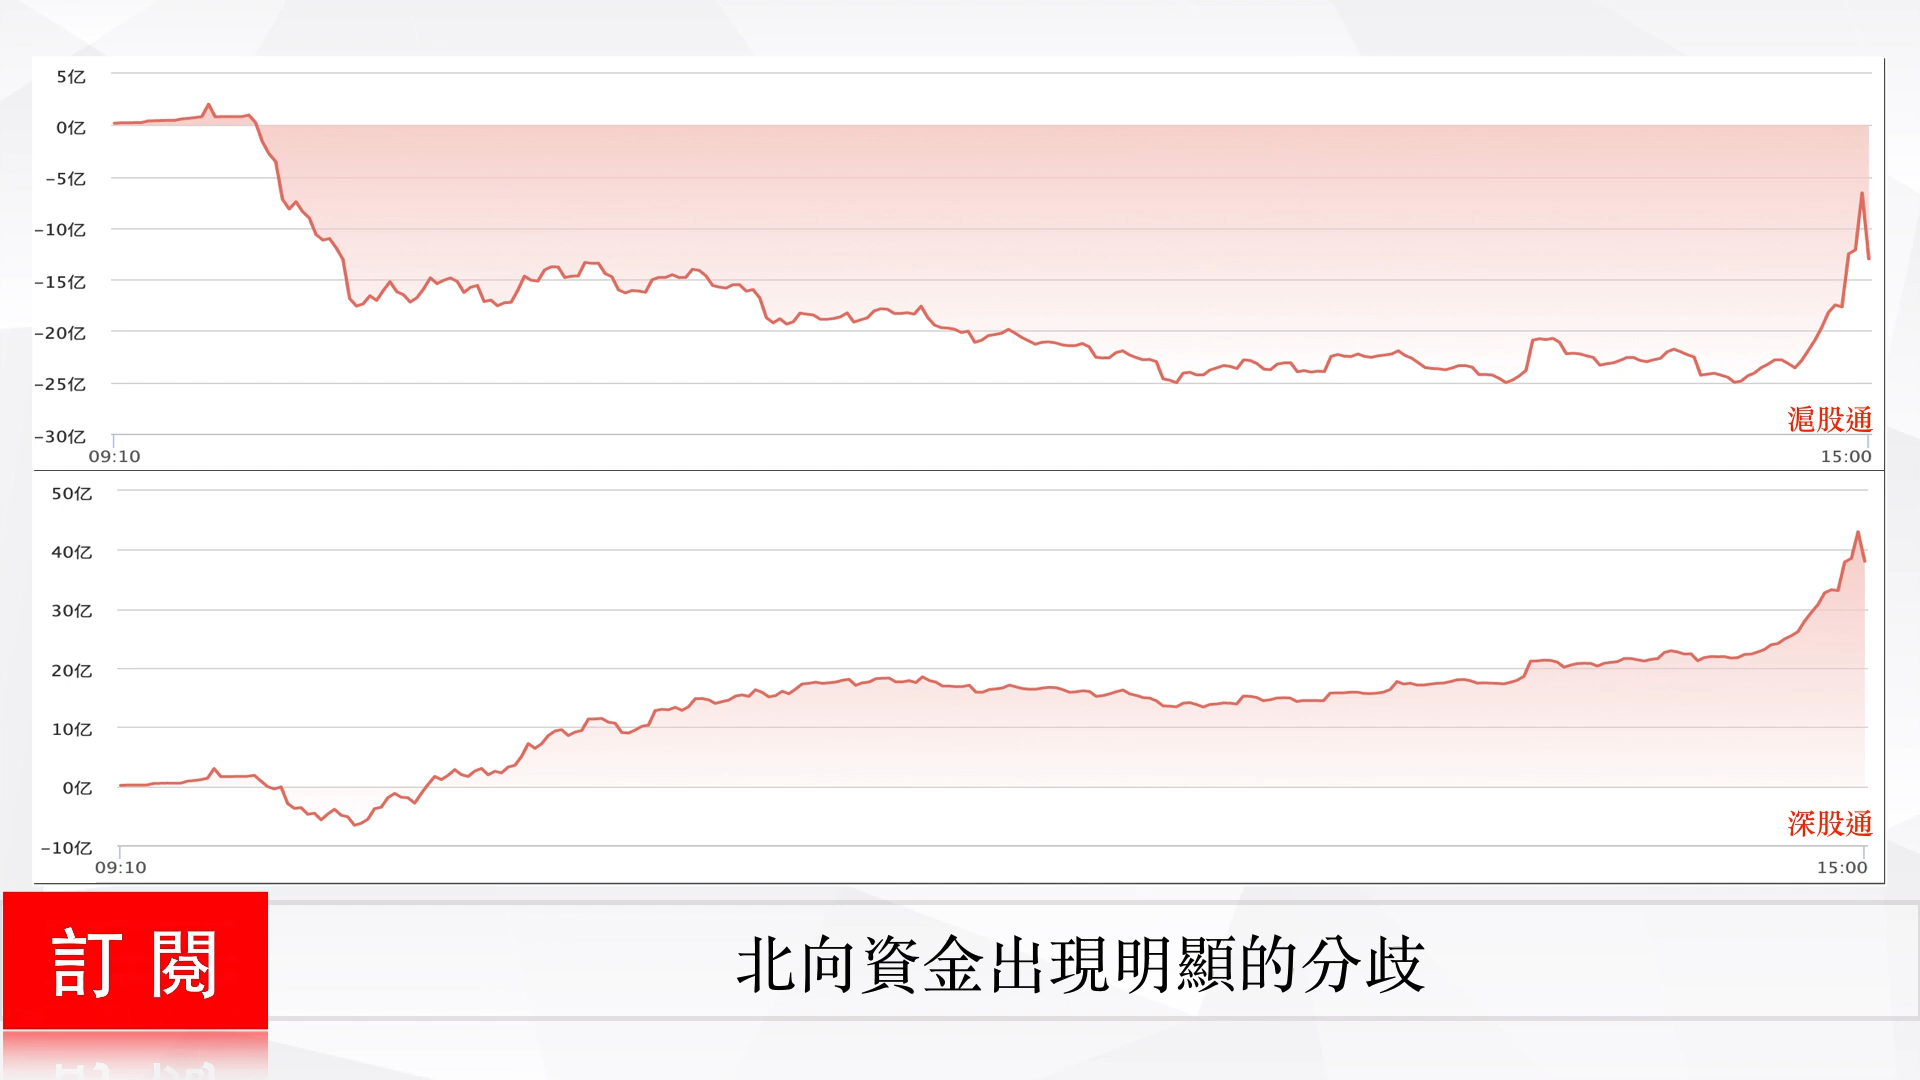 5亿
0亿
-5亿
-10亿
-15亿
-20亿
-25亿
-30亿
滬股通
09:10 15:00
50亿
40亿
30亿
20亿
10亿
0亿
-10亿
深股通
09:10 15:00
訂閱
北向資金出現明顯的分歧